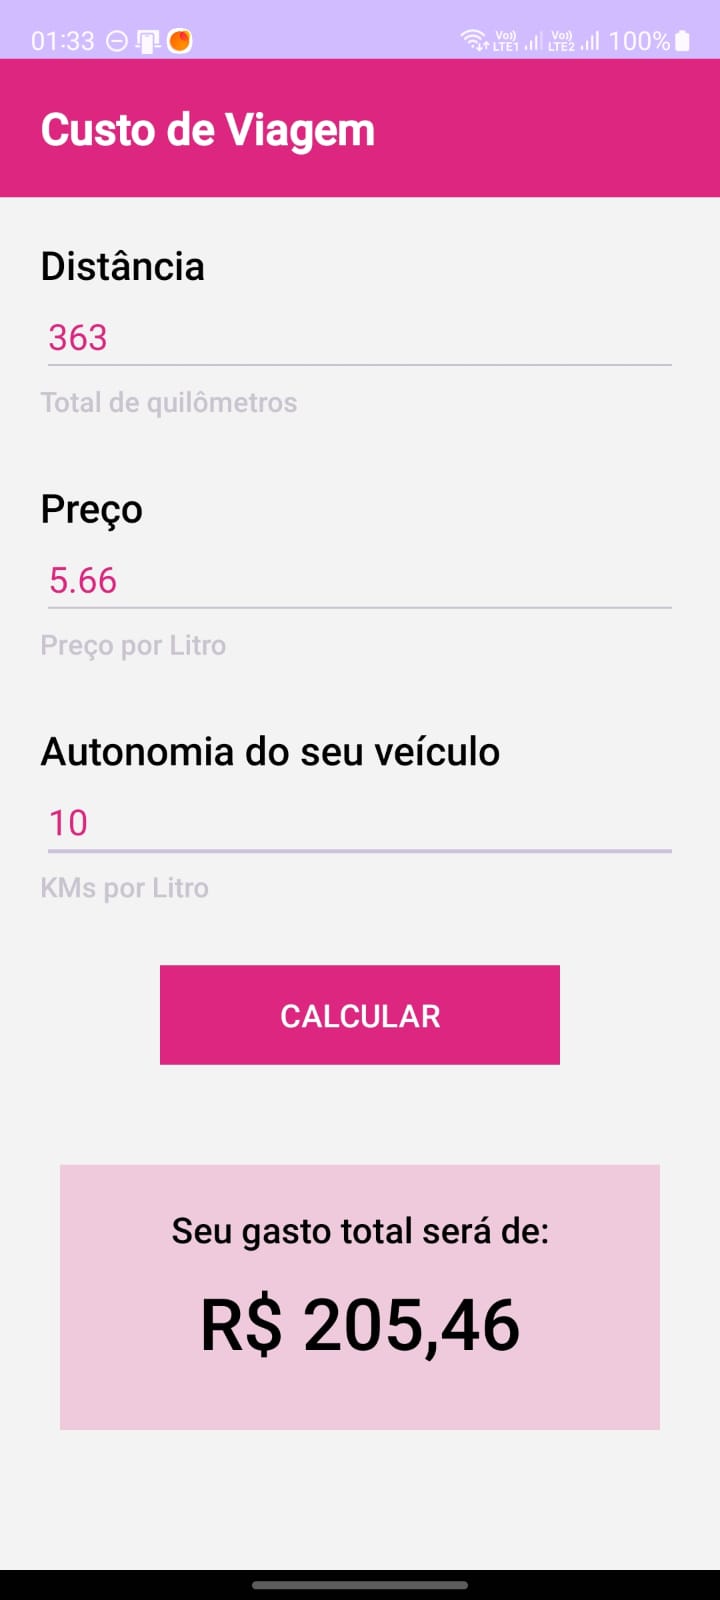 01:33 Vo) LTE1 Vo) LTE2 100%
Custo de Viagem
Distância
363
Total de quilômetros
Preço
5.66
Preço por Litro
Autonomia do seu veículo
10
KMs por Litro
CALCULAR
Seu gasto total será de:
R$ 205,46